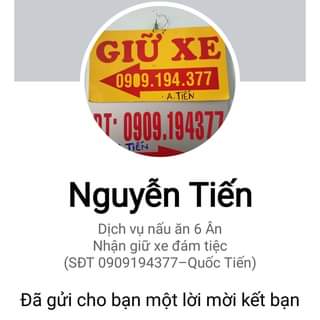 GIỮ XE
0909.194.377
A.TIẾN
ĐT: 0909.194377
A TIẾN
Nguyễn Tiến
Dịch vụ nấu ăn 6 Ân
Nhận giữ xe đám tiệc
(SĐT 0909194377–Quốc Tiến)
Đã gửi cho bạn một lời mời kết bạn